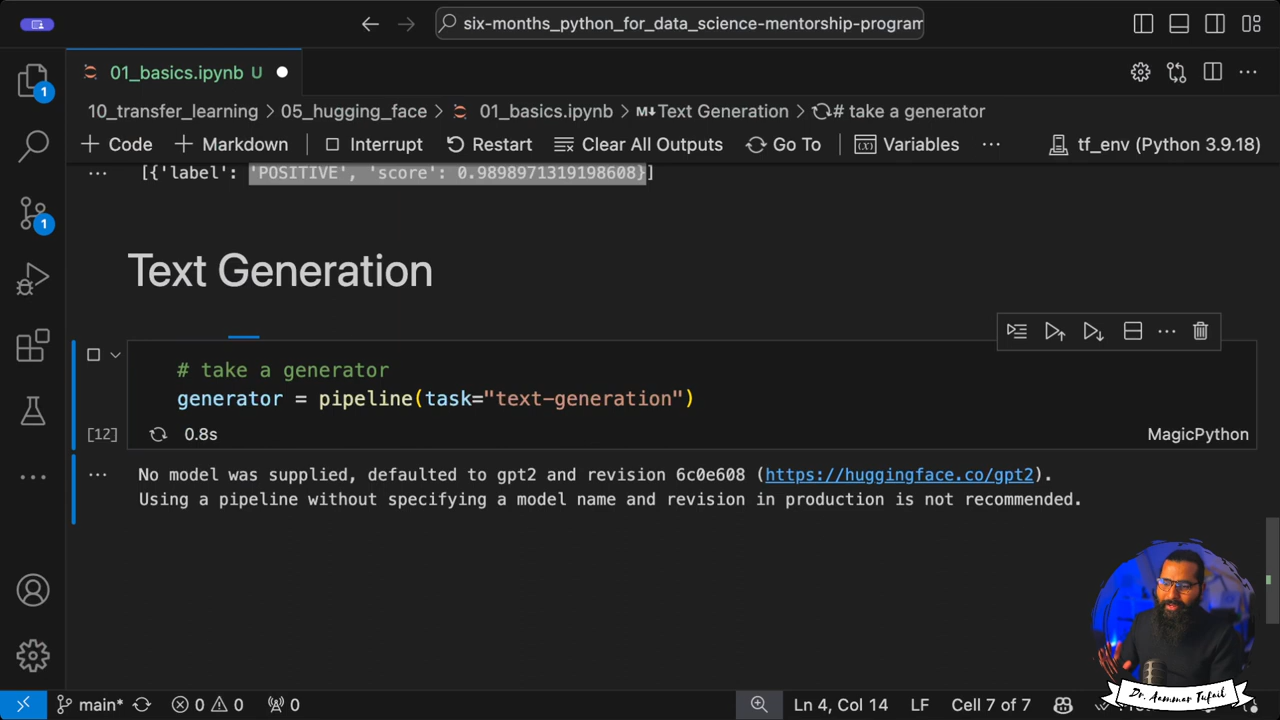 six-months_python_for_data_science-mentorship-program
1
1
01_basics.ipynb U
10_transfer_learning > 05_hugging_face > 01_basics.ipynb > M↓Text Generation > # take a generator
+ Code + Markdown Interrupt Restart Clear All Outputs Go To Variables ... tf_env (Python 3.9.18)
... [{'label': 'POSITIVE', 'score': 0.9898971319198608}]
Text Generation
# take a generator
generator = pipeline(task="text-generation")
[12] 0.8s MagicPython
... No model was supplied, defaulted to gpt2 and revision 6c0e608 (https://huggingface.co/gpt2).
Using a pipeline without specifying a model name and revision in production is not recommended.
Dr. Aammar Tufail
main* 0 0 0 Ln 4, Col 14 LF Cell 7 of 7